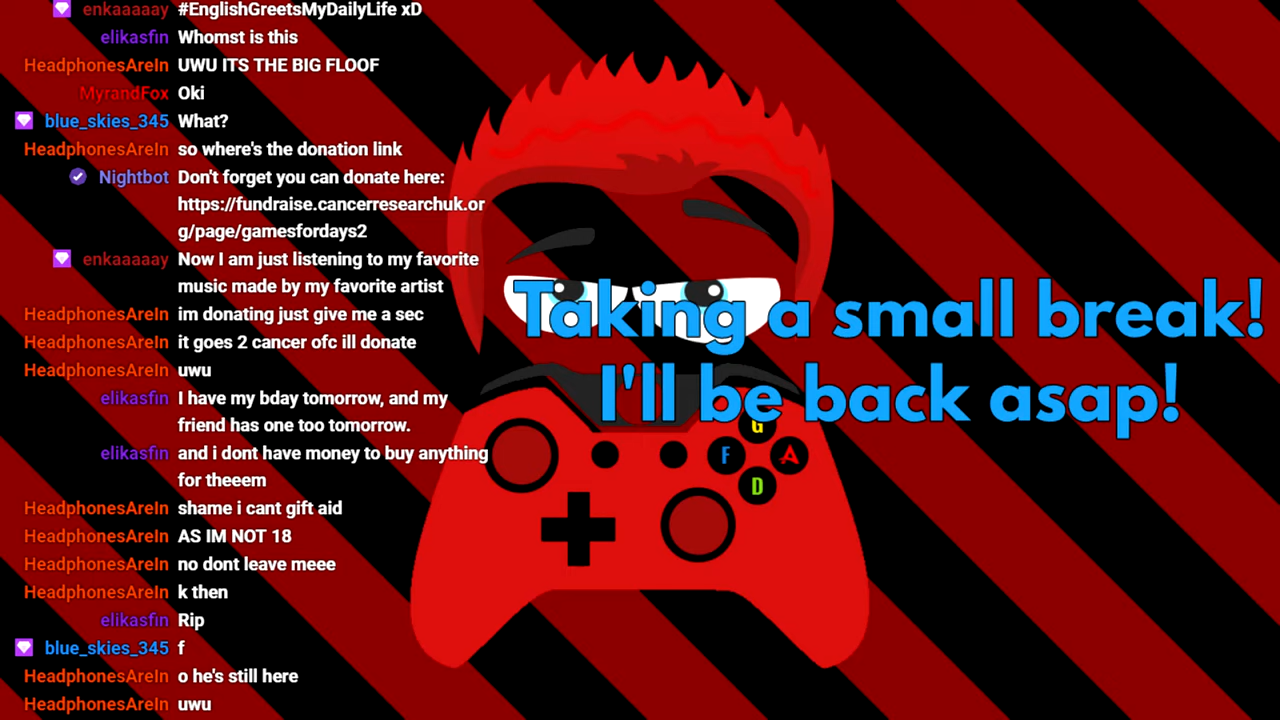 enkaaaaay #EnglishGreetsMyDailyLife xD
elikasfin Whomst is this
HeadphonesAreIn UWU ITS THE BIG FLOOF
MyrandFox Oki
blue_skies_345 What?
HeadphonesAreIn so where's the donation link
Nightbot Don't forget you can donate here:
https://fundraise.cancerresearchuk.or
g/page/gamesfordays2
enkaaaaay Now I am just listening to my favorite
music made by my favorite artist
HeadphonesAreIn im donating just give me a sec
HeadphonesAreIn it goes 2 cancer ofc ill donate
HeadphonesAreIn uwu
elikasfin I have my bday tomorrow, and my
friend has one too tomorrow.
elikasfin and i dont have money to buy anything
for theeem
HeadphonesAreIn shame i cant gift aid
HeadphonesAreIn AS IM NOT 18
HeadphonesAreIn no dont leave meee
HeadphonesAreIn k then
elikasfin Rip
blue_skies_345 f
HeadphonesAreIn o he's still here
HeadphonesAreIn uwu
Taking a small break!
I'll be back asap!
G
F A
D